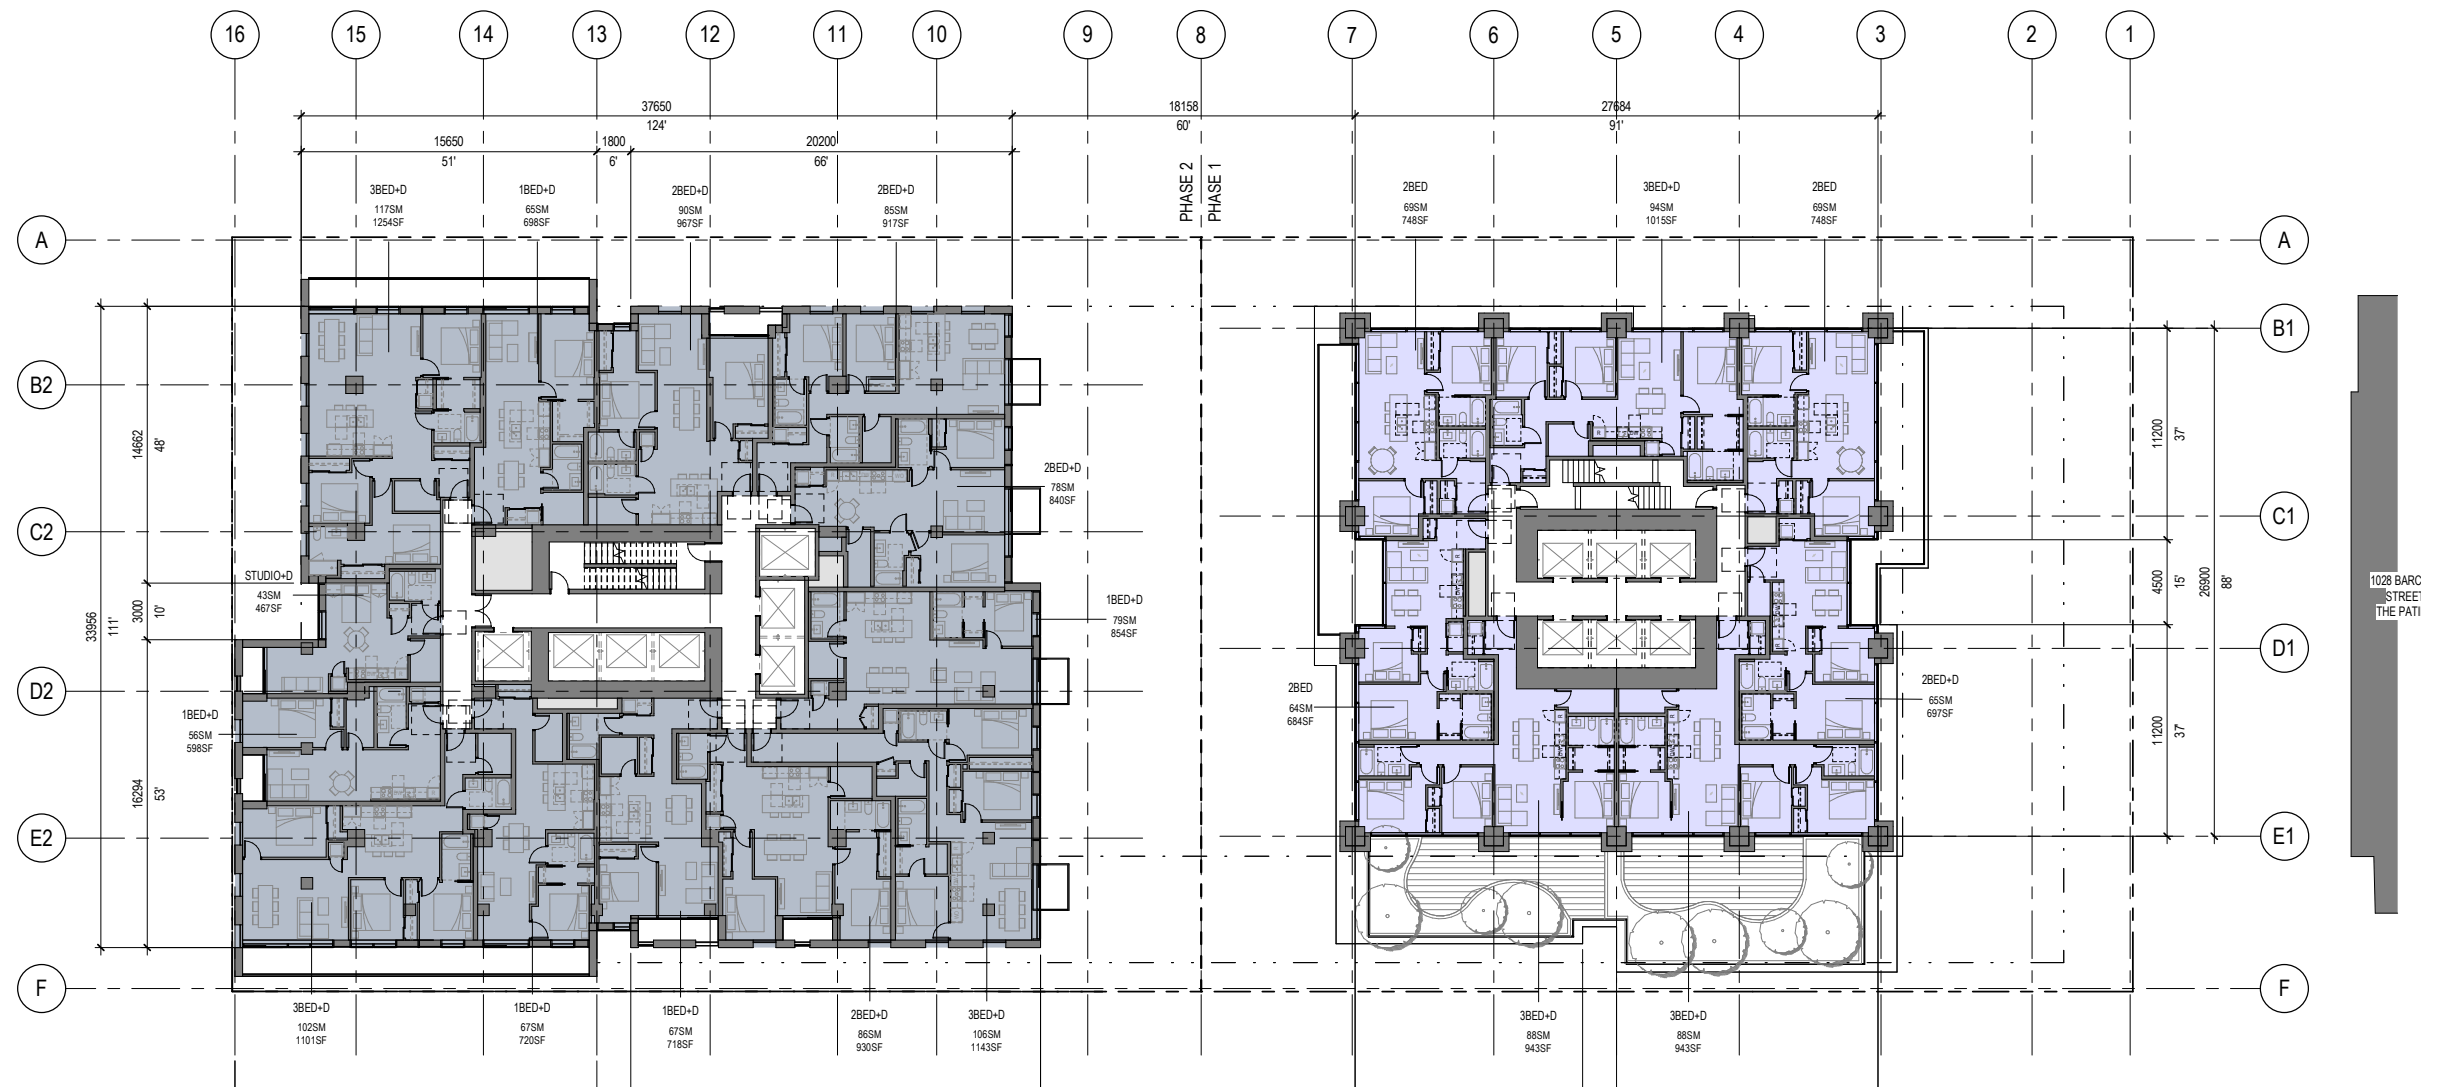 16 15 14 13 12 11 10 9 8 7 6 5 4 3 2 1
37650
124'
18158
60'
27684
91'
15650
51'
1800
6'
20200
66'
PHASE 2
PHASE 1
3BED+D
117SM
1254SF
1BED+D
65SM
698SF
2BED+D
90SM
967SF
2BED+D
85SM
917SF
2BED
69SM
748SF
3BED+D
94SM
1015SF
2BED
69SM
748SF
A
A
B1
B1
B2
C2
C1
D2
D1
E2
E1
F
F
33956
111'
14662
48'
3000
10'
16294
53'
STUDIO+D
43SM
467SF
1BED+D
56SM
598SF
2BED+D
78SM
840SF
1BED+D
79SM
854SF
2BED
64SM
684SF
2BED+D
65SM
697SF
11200
37'
4500
15'
26900
88'
11200
37'
1028 BARC
STREET
THE PATI
3BED+D
102SM
1101SF
1BED+D
67SM
720SF
1BED+D
67SM
718SF
2BED+D
86SM
930SF
3BED+D
106SM
1143SF
3BED+D
88SM
943SF
3BED+D
88SM
943SF